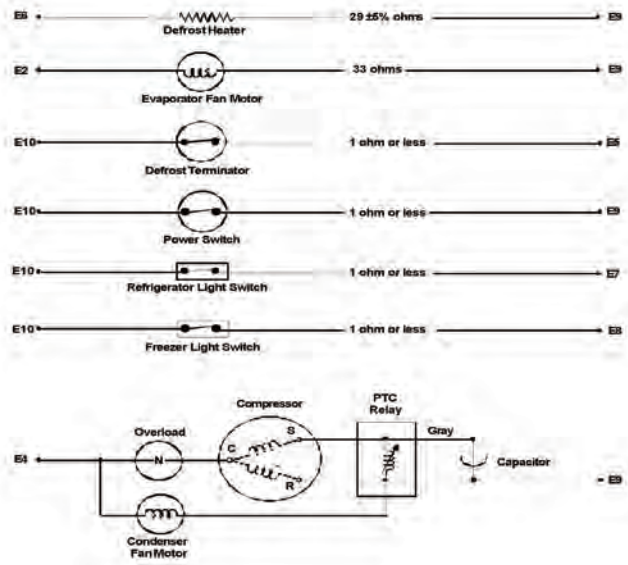 E6 29 ±5% ohms E9
Defrost Heater
E2 33 ohms E9
Evaporator Fan Motor
E10 1 ohm or less E5
Defrost Terminator
E10 1 ohm or less E9
Power Switch
E10 1 ohm or less E7
Refrigerator Light Switch
E10 1 ohm or less E8
Freezer Light Switch
Compressor
PTC
Relay
Overload
S
Gray
E4
N
C
R
Capacitor
E9
Condenser
Fan Motor